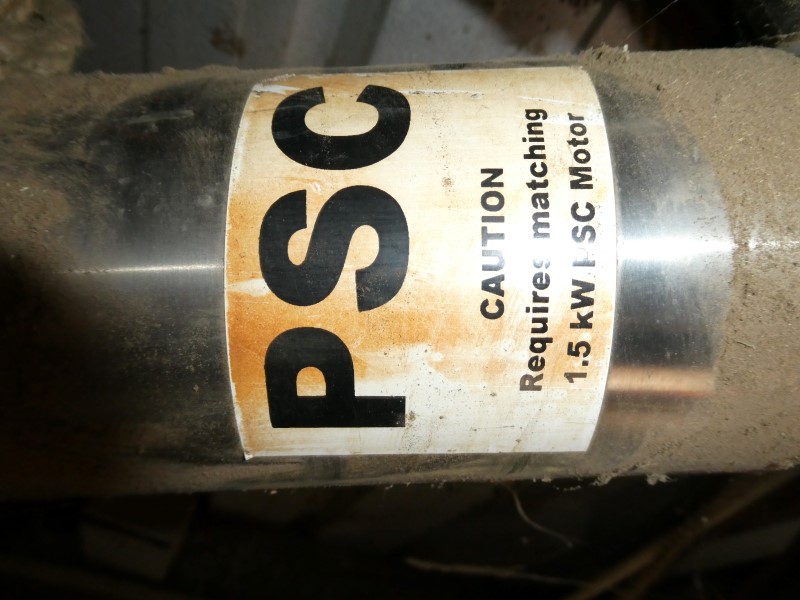 PSC
CAUTION
Requires matching
1.5 kW PSC Motor